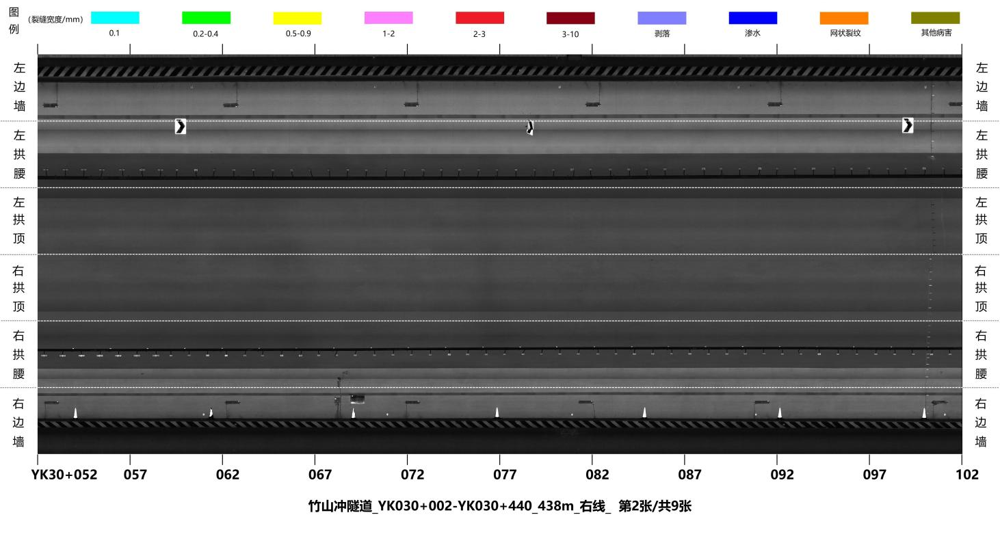 图例
(裂缝宽度/mm)
0.1
0.2-0.4
0.5-0.9
1-2
2-3
3-10
剥落
渗水
网状裂纹
其他病害
左边墙
左拱腰
左拱顶
右拱顶
右拱腰
右边墙
左边墙
左拱腰
左拱顶
右拱顶
右拱腰
右边墙
YK30+052 057 062 067 072 077 082 087 092 097 102
竹山冲隧道_YK030+002-YK030+440_438m_右线_ 第2张/共9张